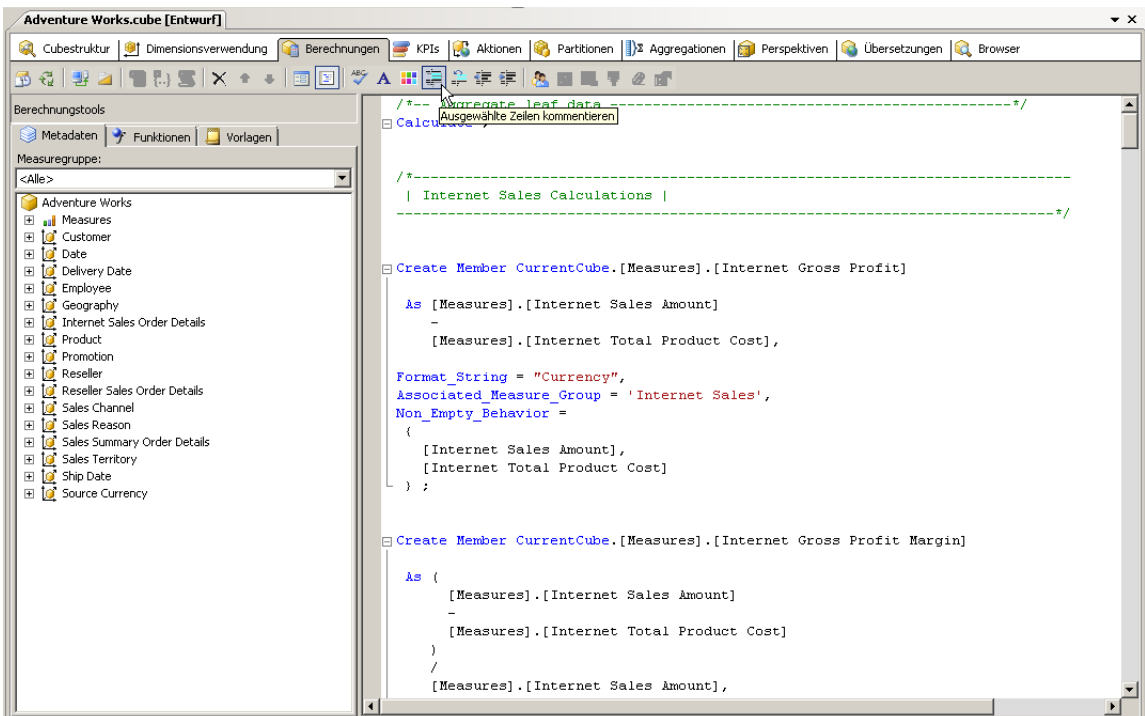 Adventure Works.cube [Entwurf]
Cubestruktur Dimensionsverwendung Berechnungen KPIs Aktionen Partitionen Aggregationen Perspektiven Übersetzungen Browser
Berechnungstools
Metadaten Funktionen Vorlagen
Measuregruppe:
<Alle>
Adventure Works
Measures
Customer
Date
Delivery Date
Employee
Geography
Internet Sales Order Details
Product
Promotion
Reseller
Reseller Sales Order Details
Sales Channel
Sales Reason
Sales Summary Order Details
Sales Territory
Ship Date
Source Currency
/*-- Aggregate leaf data ----------------------------------------------*/
Ausgewählte Zeilen kommentieren
Calculate ;
/*---------------------------------------------------------------------------
| Internet Sales Calculations |
---------------------------------------------------------------------------*/
Create Member CurrentCube.[Measures].[Internet Gross Profit]
As [Measures].[Internet Sales Amount]
-
[Measures].[Internet Total Product Cost],
Format_String = "Currency",
Associated_Measure_Group = 'Internet Sales',
Non_Empty_Behavior =
{
[Internet Sales Amount],
[Internet Total Product Cost]
} ;
Create Member CurrentCube.[Measures].[Internet Gross Profit Margin]
As (
[Measures].[Internet Sales Amount]
-
[Measures].[Internet Total Product Cost]
)
/
[Measures].[Internet Sales Amount],